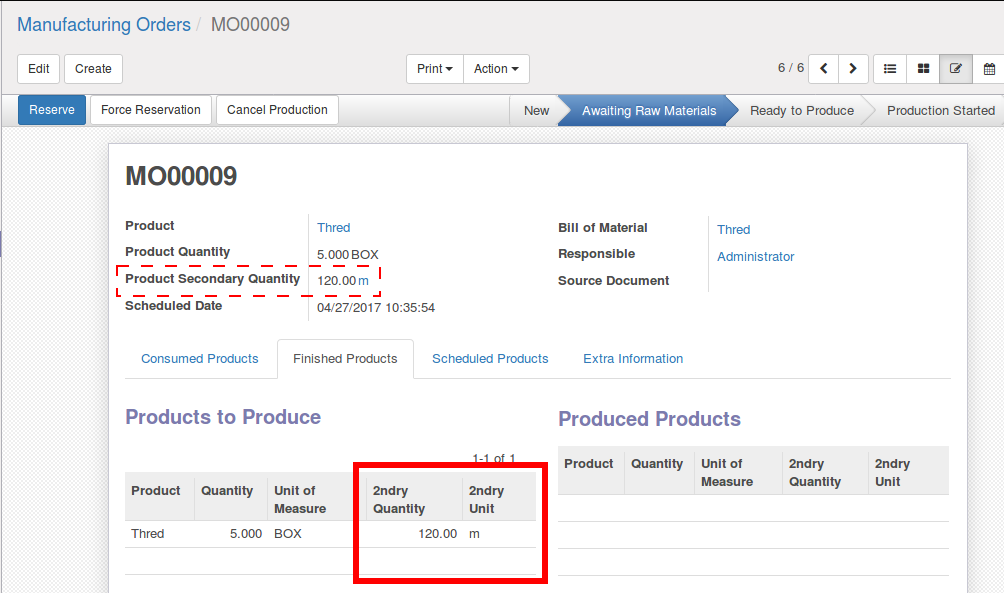 Manufacturing Orders / MO00009
Edit Create Print Action 6 / 6
Reserve Force Reservation Cancel Production New Awaiting Raw Materials Ready to Produce Production Started
MO00009
Product Thred
Product Quantity 5.000 BOX
Product Secondary Quantity 120.00 m
Scheduled Date 04/27/2017 10:35:54
Bill of Material Thred
Responsible Administrator
Source Document
Consumed Products Finished Products Scheduled Products Extra Information
Products to Produce
1-1 of 1
Product Quantity Unit of Measure 2ndry Quantity 2ndry Unit
Thred 5.000 BOX 120.00 m
Produced Products
Product Quantity Unit of Measure 2ndry Quantity 2ndry Unit